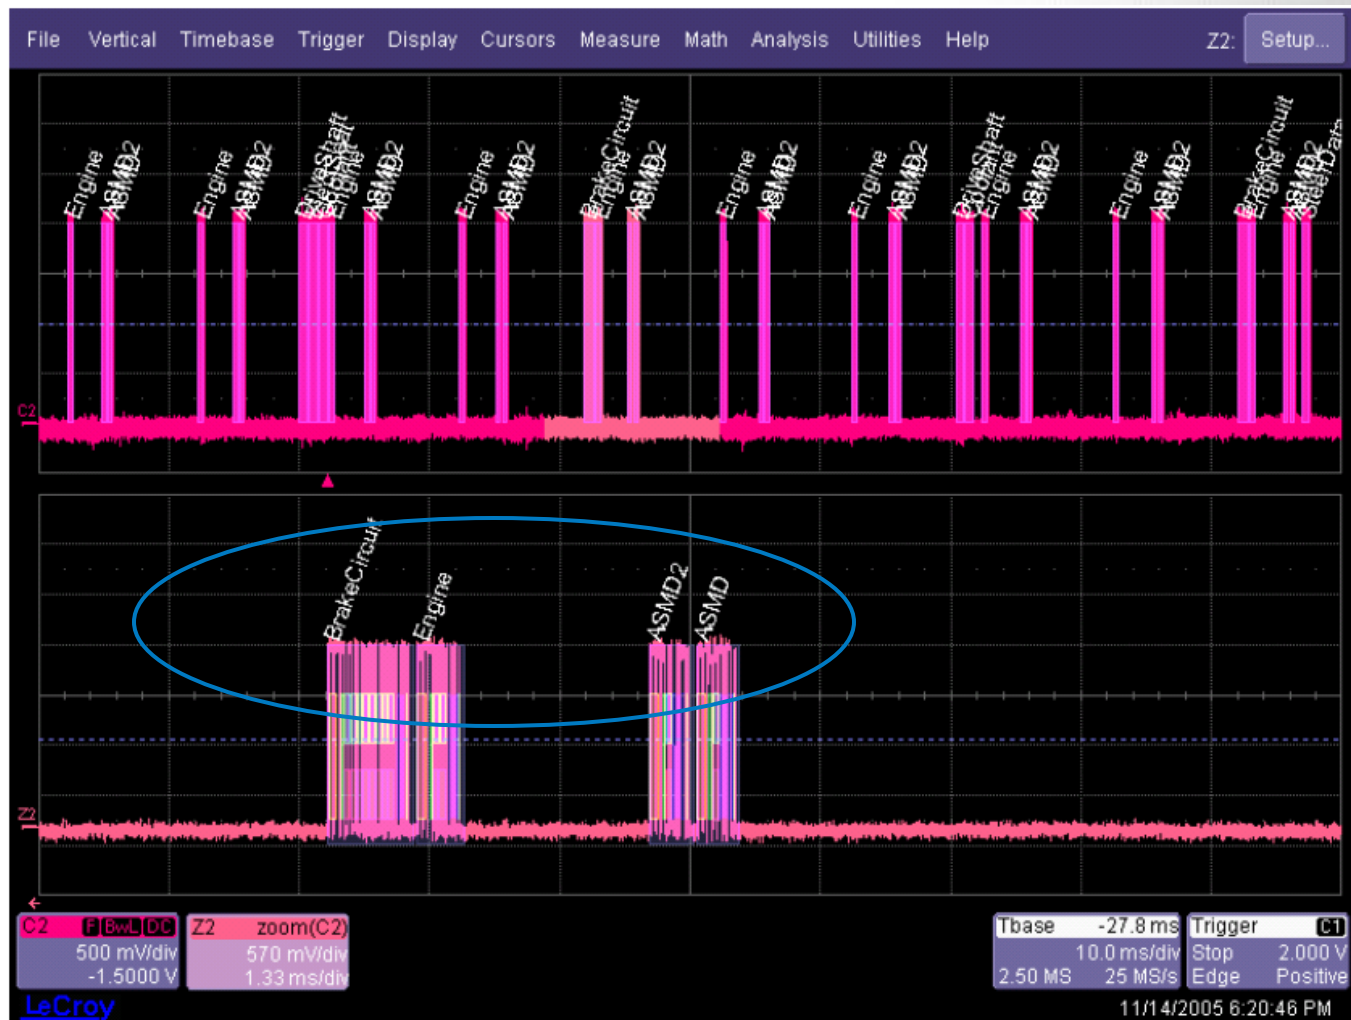 File Vertical Timebase Trigger Display Cursors Measure Math Analysis Utilities Help Z2: Setup...
Engine ASMD2 Engine ASMD2 DriveShaft Engine ASMD2 Engine ASMD2 BrakeCircuit Engine ASMD2 Engine ASMD2 Engine ASMD2 DriveShaft Engine ASMD2 Engine ASMD2 BrakeCircuit Engine ASMD2
C2
BrakeCircuit Engine ASMD2 ASMD
Z2
C2 F BwL DC Z2 zoom(C2) Tbase -27.8 ms Trigger C1
500 mV/div 570 mV/div 10.0 ms/div Stop 2.000 V
-1.5000 V 1.33 ms/div 2.50 MS 25 MS/s Edge Positive
LeCroy 11/14/2005 6:20:46 PM